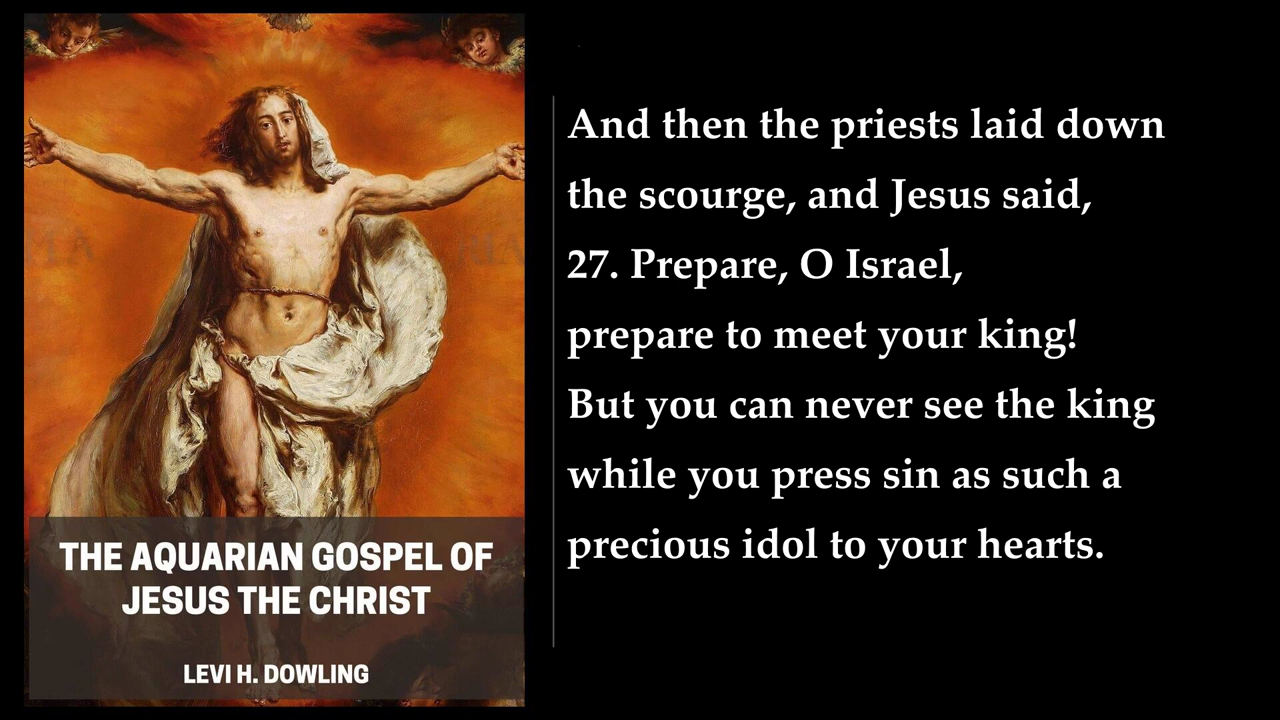 THE AQUARIAN GOSPEL OF
JESUS THE CHRIST
LEVI H. DOWLING
And then the priests laid down
the scourge, and Jesus said,
27. Prepare, O Israel,
prepare to meet your king!
But you can never see the king
while you press sin as such a
precious idol to your hearts.